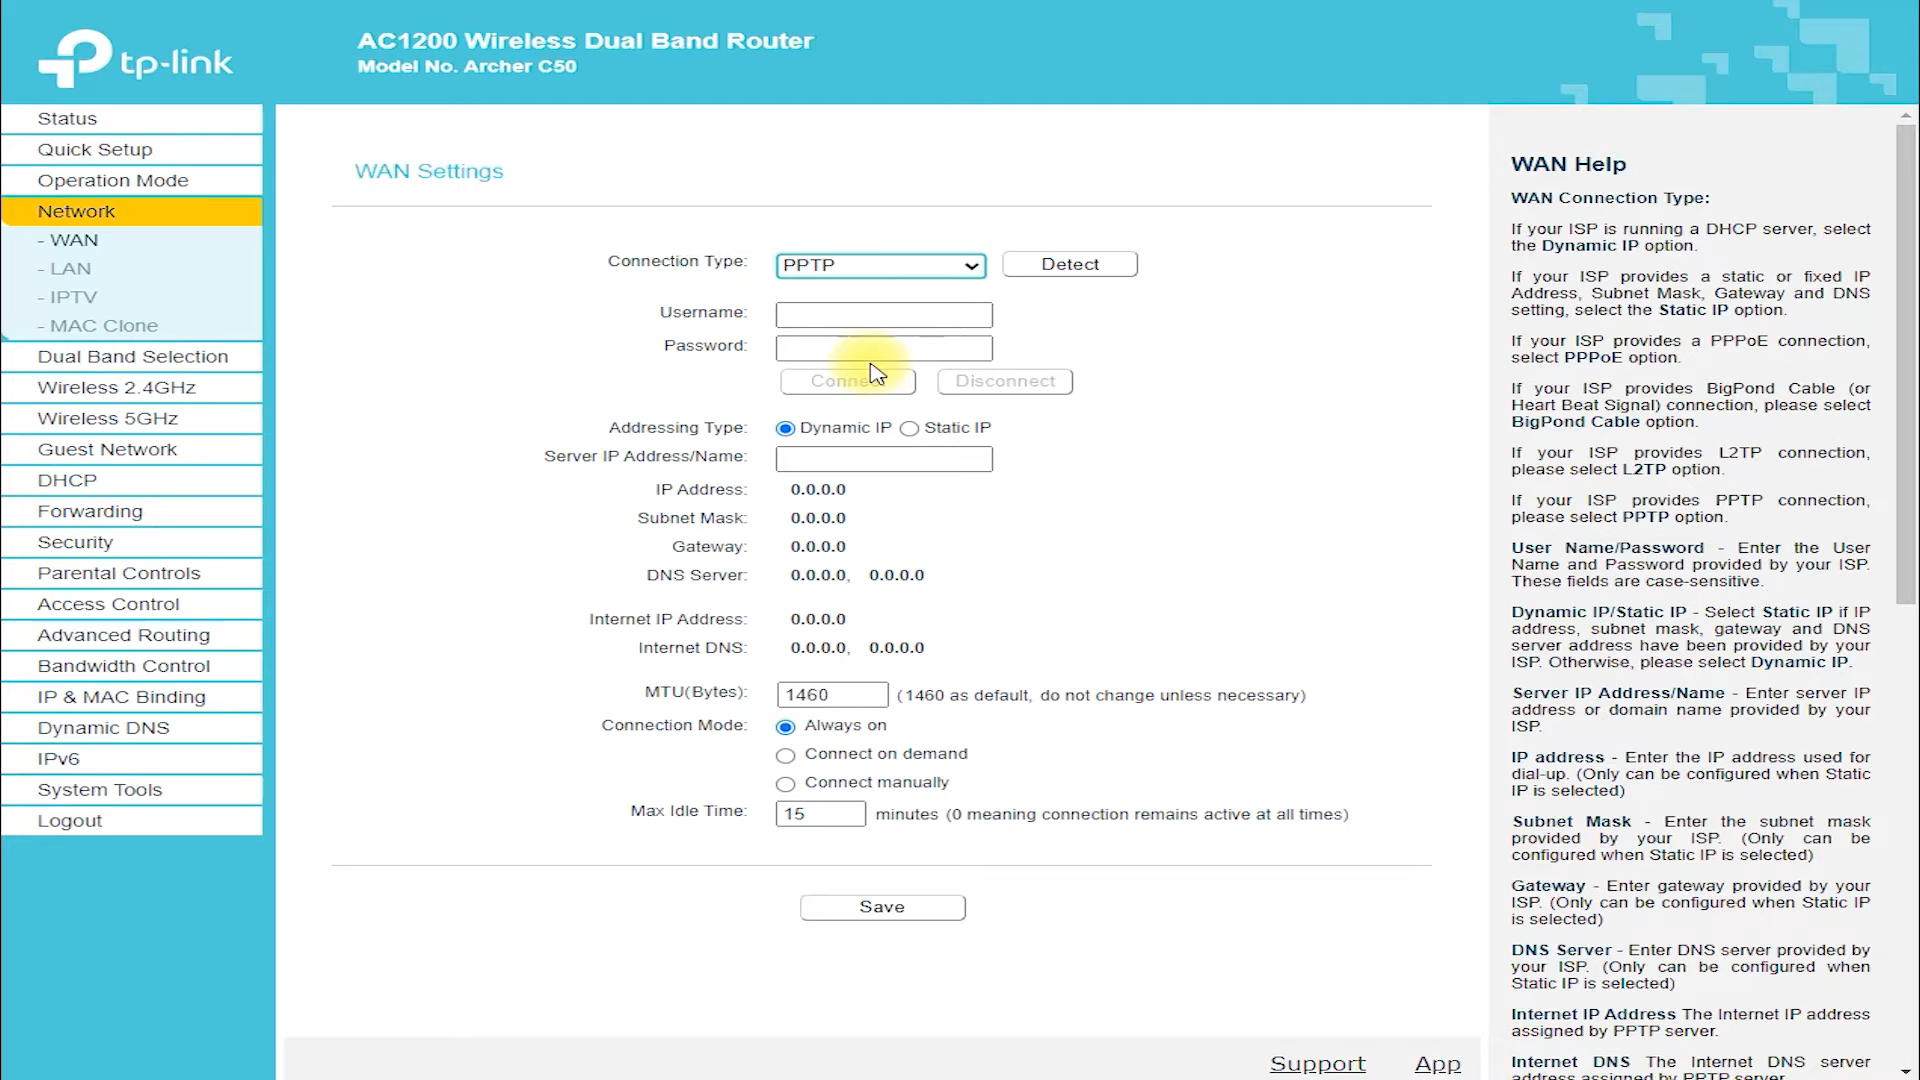 tp-link
AC1200 Wireless Dual Band Router
Model No. Archer C50
Status
Quick Setup
Operation Mode
Network
- WAN
- LAN
- IPTV
- MAC Clone
Dual Band Selection
Wireless 2.4GHz
Wireless 5GHz
Guest Network
DHCP
Forwarding
Security
Parental Controls
Access Control
Advanced Routing
Bandwidth Control
IP & MAC Binding
Dynamic DNS
IPv6
System Tools
Logout
WAN Settings
Connection Type: PPTP Detect
Username:
Password:
Connect Disconnect
Addressing Type: Dynamic IP Static IP
Server IP Address/Name:
IP Address: 0.0.0.0
Subnet Mask: 0.0.0.0
Gateway: 0.0.0.0
DNS Server: 0.0.0.0, 0.0.0.0
Internet IP Address: 0.0.0.0
Internet DNS: 0.0.0.0, 0.0.0.0
MTU(Bytes): 1460 (1460 as default, do not change unless necessary)
Connection Mode: Always on
Connect on demand
Connect manually
Max Idle Time: 15 minutes (0 meaning connection remains active at all times)
Save
Support App
WAN Help
WAN Connection Type:
If your ISP is running a DHCP server, select
the Dynamic IP option.
If your ISP provides a static or fixed IP
Address, Subnet Mask, Gateway and DNS
setting, select the Static IP option.
If your ISP provides a PPPoE connection,
select PPPoE option.
If your ISP provides BigPond Cable (or
Heart Beat Signal) connection, please select
BigPond Cable option.
If your ISP provides L2TP connection,
please select L2TP option.
If your ISP provides PPTP connection,
please select PPTP option.
User Name/Password - Enter the User
Name and Password provided by your ISP.
These fields are case-sensitive.
Dynamic IP/Static IP - Select Static IP if IP
address, subnet mask, gateway and DNS
server address have been provided by your
ISP. Otherwise, please select Dynamic IP.
Server IP Address/Name - Enter server IP
address or domain name provided by your
ISP.
IP address - Enter the IP address used for
dial-up. (Only can be configured when Static
IP is selected)
Subnet Mask - Enter the subnet mask
provided by your ISP. (Only can be
configured when Static IP is selected)
Gateway - Enter gateway provided by your
ISP. (Only can be configured when Static IP
is selected)
DNS Server - Enter DNS server provided by
your ISP. (Only can be configured when
Static IP is selected)
Internet IP Address The Internet IP address
assigned by PPTP server.
Internet DNS The Internet DNS server
address assigned by PPTP server.